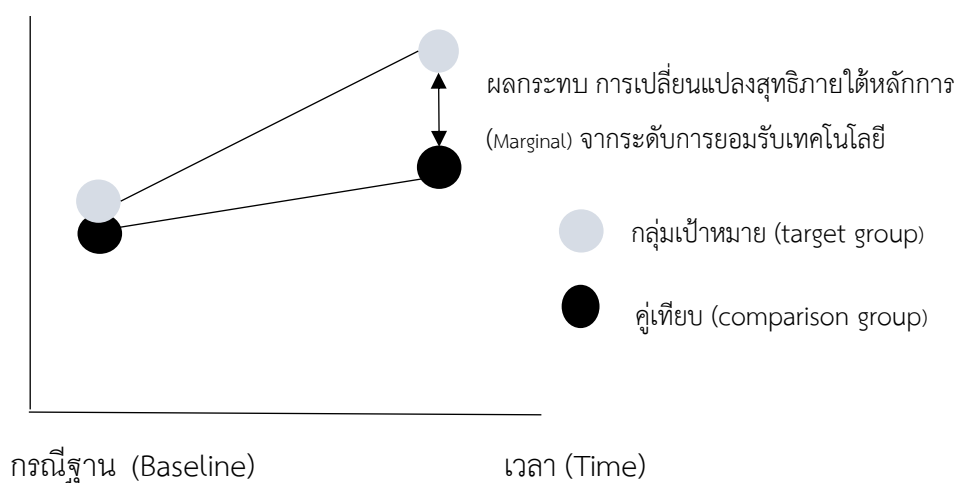 ผลกระทบ การเปลี่ยนแปลงสุทธิภายใต้หลักการ
(Marginal) จากระดับการยอมรับเทคโนโลยี
กลุ่มเป้าหมาย (target group)
คู่เทียบ (comparison group)
กรณีฐาน (Baseline)
เวลา (Time)